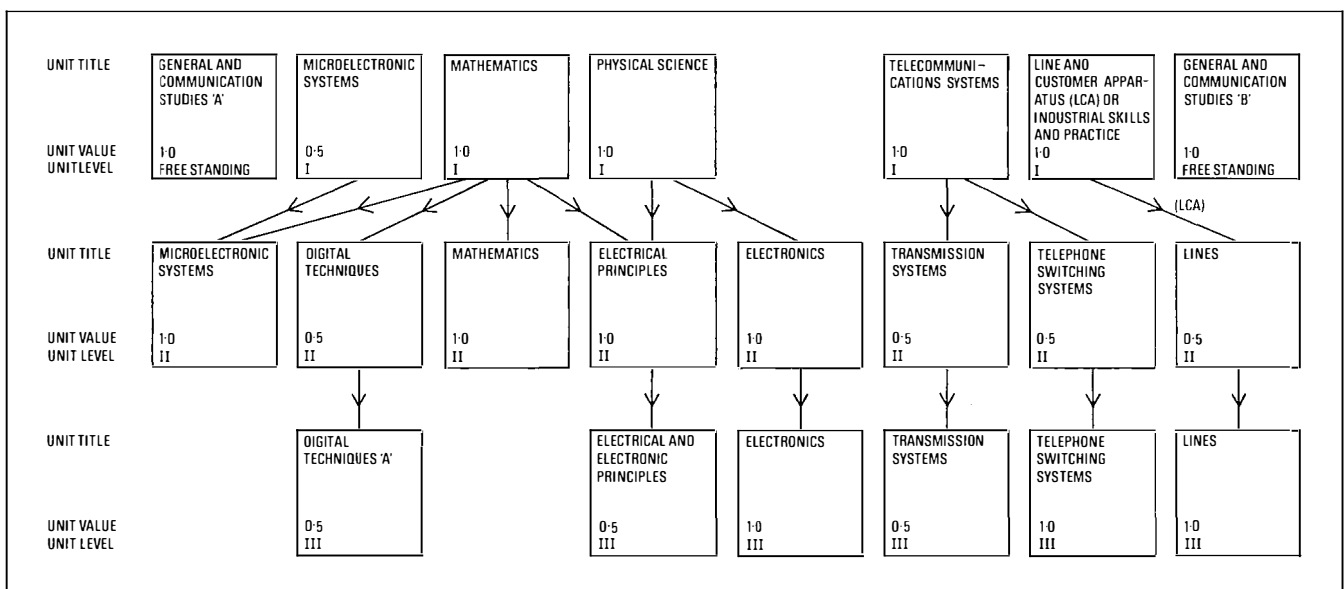 UNIT TITLE
GENERAL AND
COMMUNICATION
STUDIES 'A'
1·0
FREE STANDING
MICROELECTRONIC
SYSTEMS
0·5
I
MATHEMATICS
1·0
I
PHYSICAL SCIENCE
1·0
I
TELECOMMUNI-
CATIONS SYSTEMS
1·0
I
LINE AND
CUSTOMER APPAR-
ATUS (LCA) OR
INDUSTRIAL SKILLS
AND PRACTICE
1·0
I
GENERAL AND
COMMUNICATION
STUDIES 'B'
1·0
FREE STANDING
UNIT VALUE
UNIT LEVEL
(LCA)
UNIT TITLE
MICROELECTRONIC
SYSTEMS
1·0
II
DIGITAL
TECHNIQUES
0·5
II
MATHEMATICS
1·0
II
ELECTRICAL
PRINCIPLES
1·0
II
ELECTRONICS
1·0
II
TRANSMISSION
SYSTEMS
0·5
II
TELEPHONE
SWITCHING
SYSTEMS
0·5
II
LINES
0·5
II
UNIT VALUE
UNIT LEVEL
UNIT TITLE
DIGITAL
TECHNIQUES 'A'
0·5
III
ELECTRICAL AND
ELECTRONIC
PRINCIPLES
0·5
III
ELECTRONICS
1·0
III
TRANSMISSION
SYSTEMS
0·5
III
TELEPHONE
SWITCHING
SYSTEMS
1·0
III
LINES
1·0
III
UNIT VALUE
UNIT LEVEL